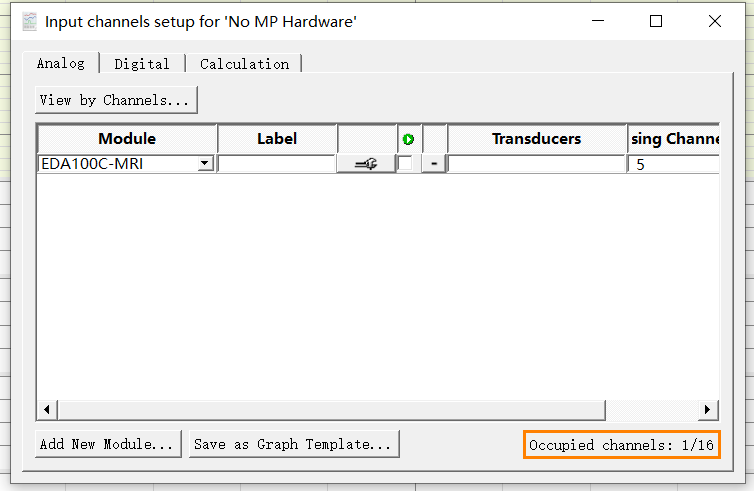 Input channels setup for 'No MP Hardware'
Analog Digital Calculation
View by Channels...
Module Label Transducers sing Channe
EDA100C-MRI - 5
Add New Module... Save as Graph Template... Occupied channels: 1/16